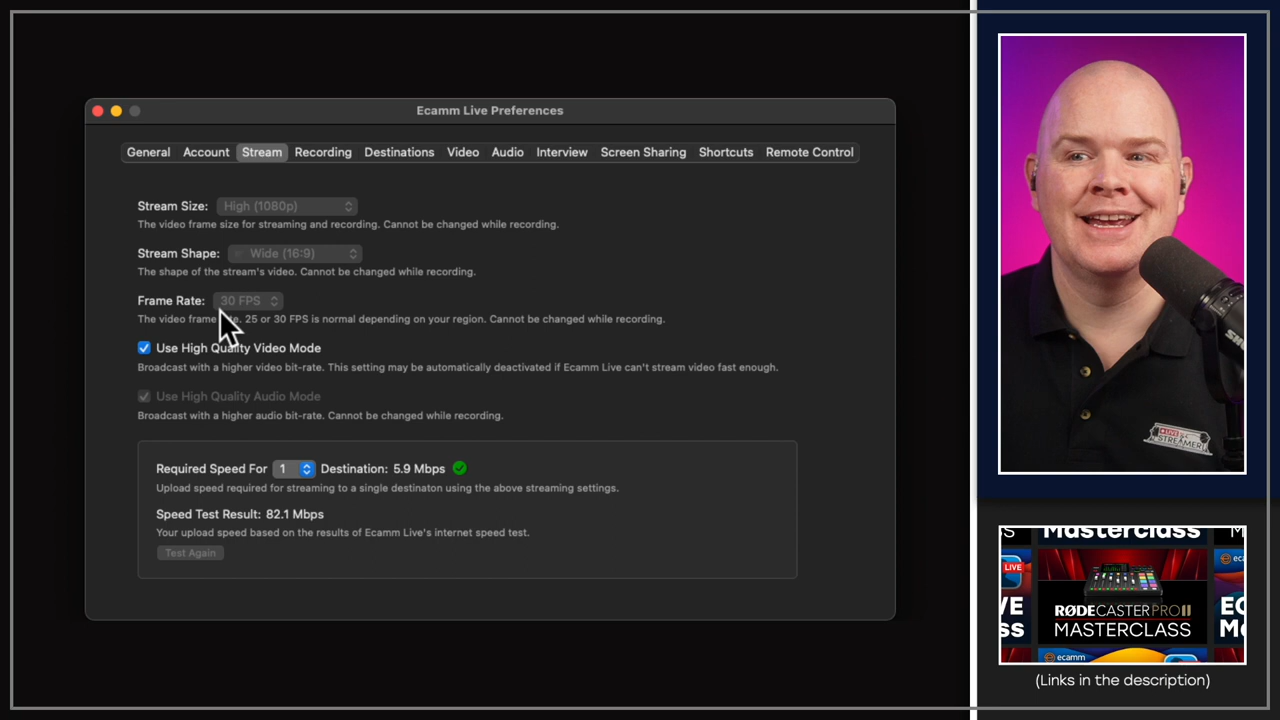 Ecamm Live Preferences
General Account Stream Recording Destinations Video Audio Interview Screen Sharing Shortcuts Remote Control
Stream Size: High (1080p)
The video frame size for streaming and recording. Cannot be changed while recording.
Stream Shape: Wide (16:9)
The shape of the stream's video. Cannot be changed while recording.
Frame Rate: 30 FPS
The video frame 25 or 30 FPS is normal depending on your region. Cannot be changed while recording.
Use High Quality Video Mode
Broadcast with a higher video bit-rate. This setting may be automatically deactivated if Ecamm Live can't stream video fast enough.
Use High Quality Audio Mode
Broadcast with a higher audio bit-rate. Cannot be changed while recording.
Required Speed For 1 Destination: 5.9 Mbps
Upload speed required for streaming to a single destinaton using the above streaming settings.
Speed Test Result: 82.1 Mbps
Your upload speed based on the results of Ecamm Live's internet speed test.
Test Again
LIVE
STREAMER
Masterclass
LIVE
RØDECASTER PRO II
MASTERCLASS
ecamm
(Links in the description)